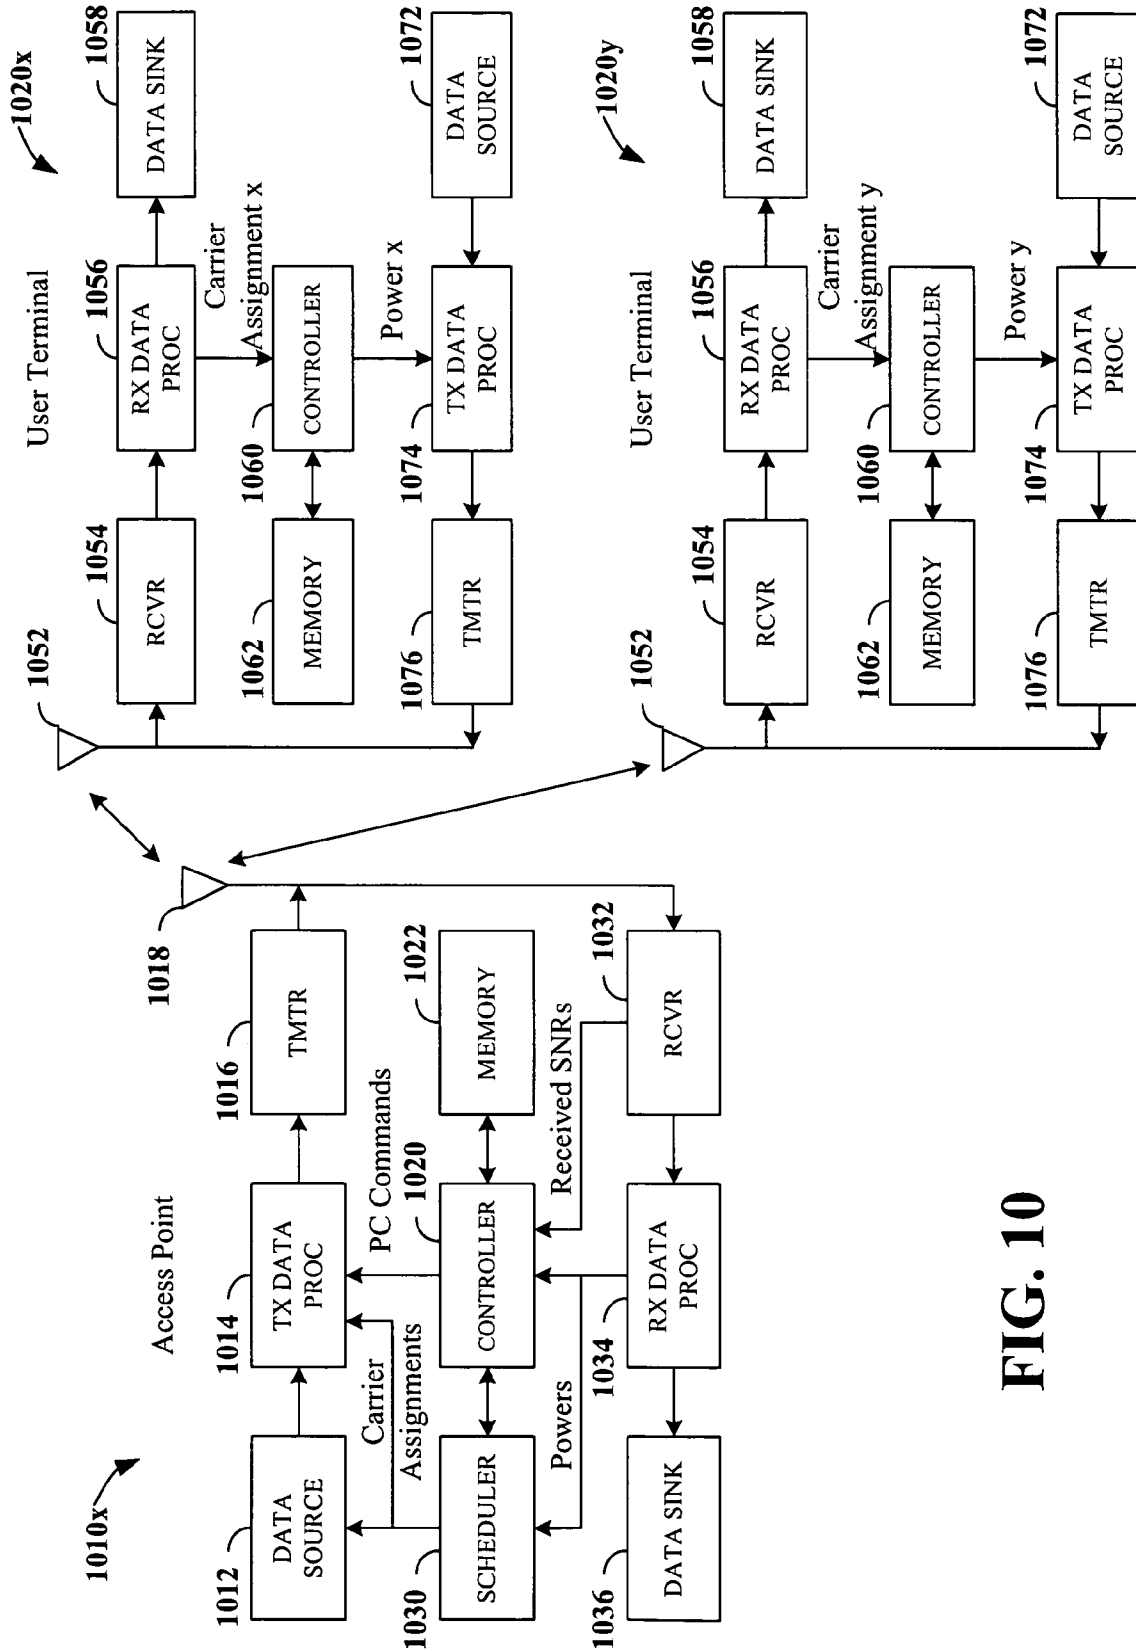 Access Point
1010x
1012
DATA
SOURCE
1014
TX DATA
PROC
1016
TMTR
1018
Carrier
Assignments
PC Commands
1030
SCHEDULER
1020
CONTROLLER
1022
MEMORY
Powers
Received SNRs
1036
DATA SINK
1034
RX DATA
PROC
1032
RCVR
User Terminal
1020x
1052
1054
RCVR
1056
RX DATA
PROC
1058
DATA SINK
Carrier
Assignment x
1062
MEMORY
1060
CONTROLLER
Power x
1076
TMTR
1074
TX DATA
PROC
1072
DATA
SOURCE
User Terminal
1020y
1052
1054
RCVR
1056
RX DATA
PROC
1058
DATA SINK
Carrier
Assignment y
1062
MEMORY
1060
CONTROLLER
Power y
1076
TMTR
1074
TX DATA
PROC
1072
DATA
SOURCE
FIG. 10